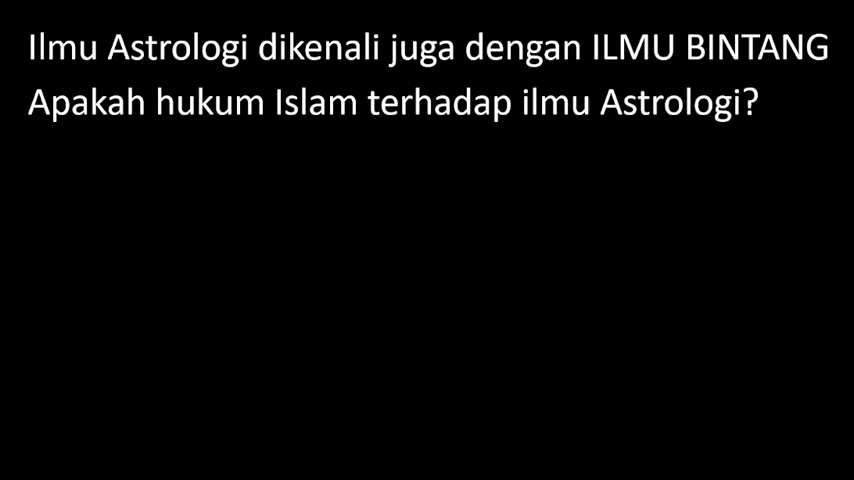 Ilmu Astrologi dikenali juga dengan ILMU BINTANG
Apakah hukum Islam terhadap ilmu Astrologi?